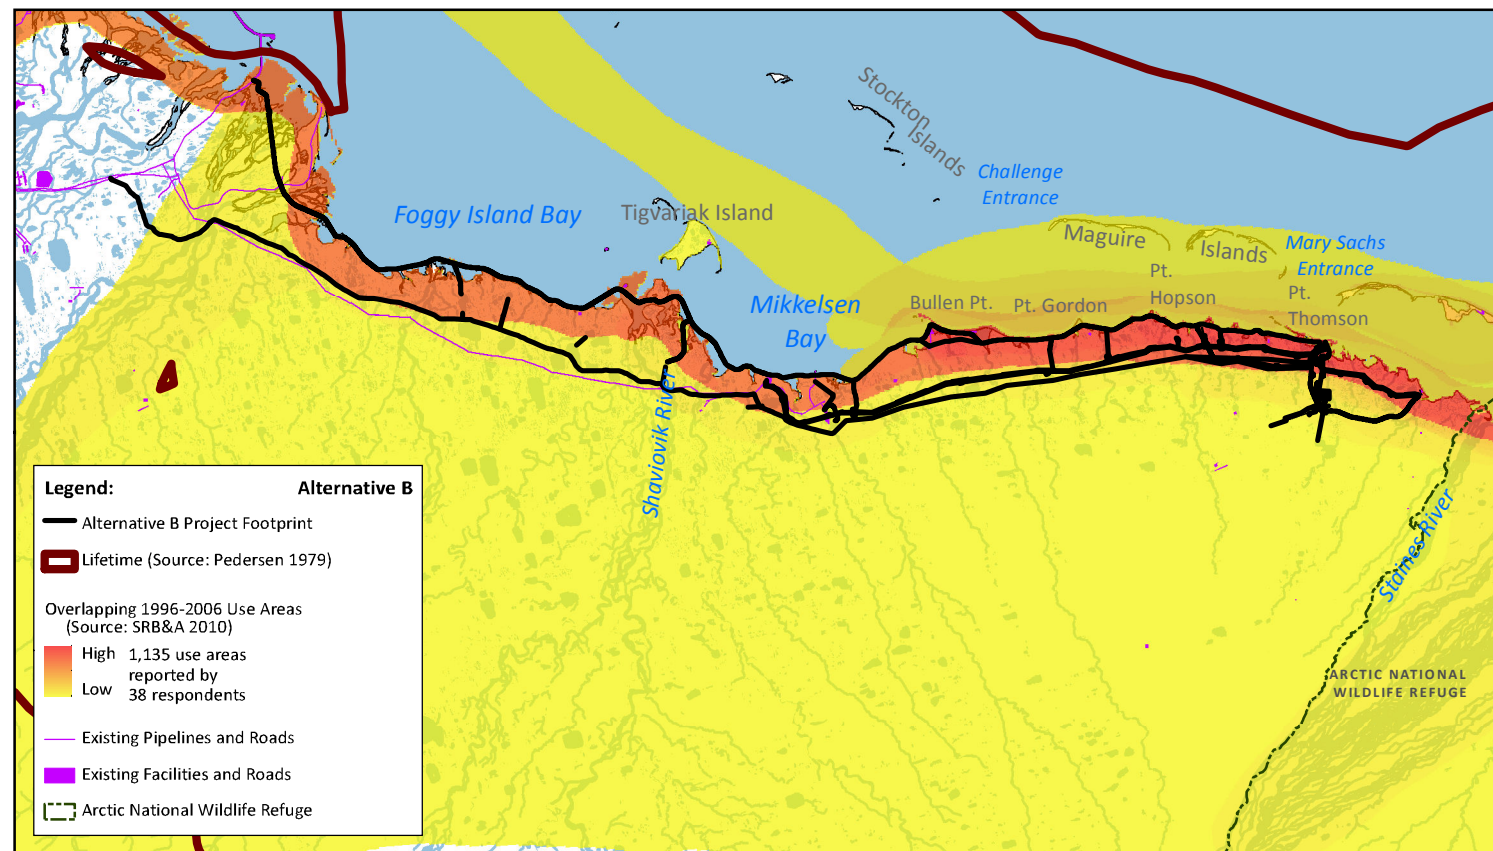 Stockton
Islands
Challenge
Entrance
Foggy Island Bay
Tigvariak Island
Maguire
Islands
Mary Sachs
Entrance
Mikkelsen
Bay
Bullen Pt.
Pt. Gordon
Pt.
Hopson
Pt.
Thomson
Shaviovik River
Staines River
ARCTIC NATIONAL
WILDLIFE REFUGE
Legend: Alternative B
Alternative B Project Footprint
Lifetime (Source: Pedersen 1979)
Overlapping 1996-2006 Use Areas
(Source: SRB&A 2010)
High 1,135 use areas
reported by
Low 38 respondents
Existing Pipelines and Roads
Existing Facilities and Roads
Arctic National Wildlife Refuge